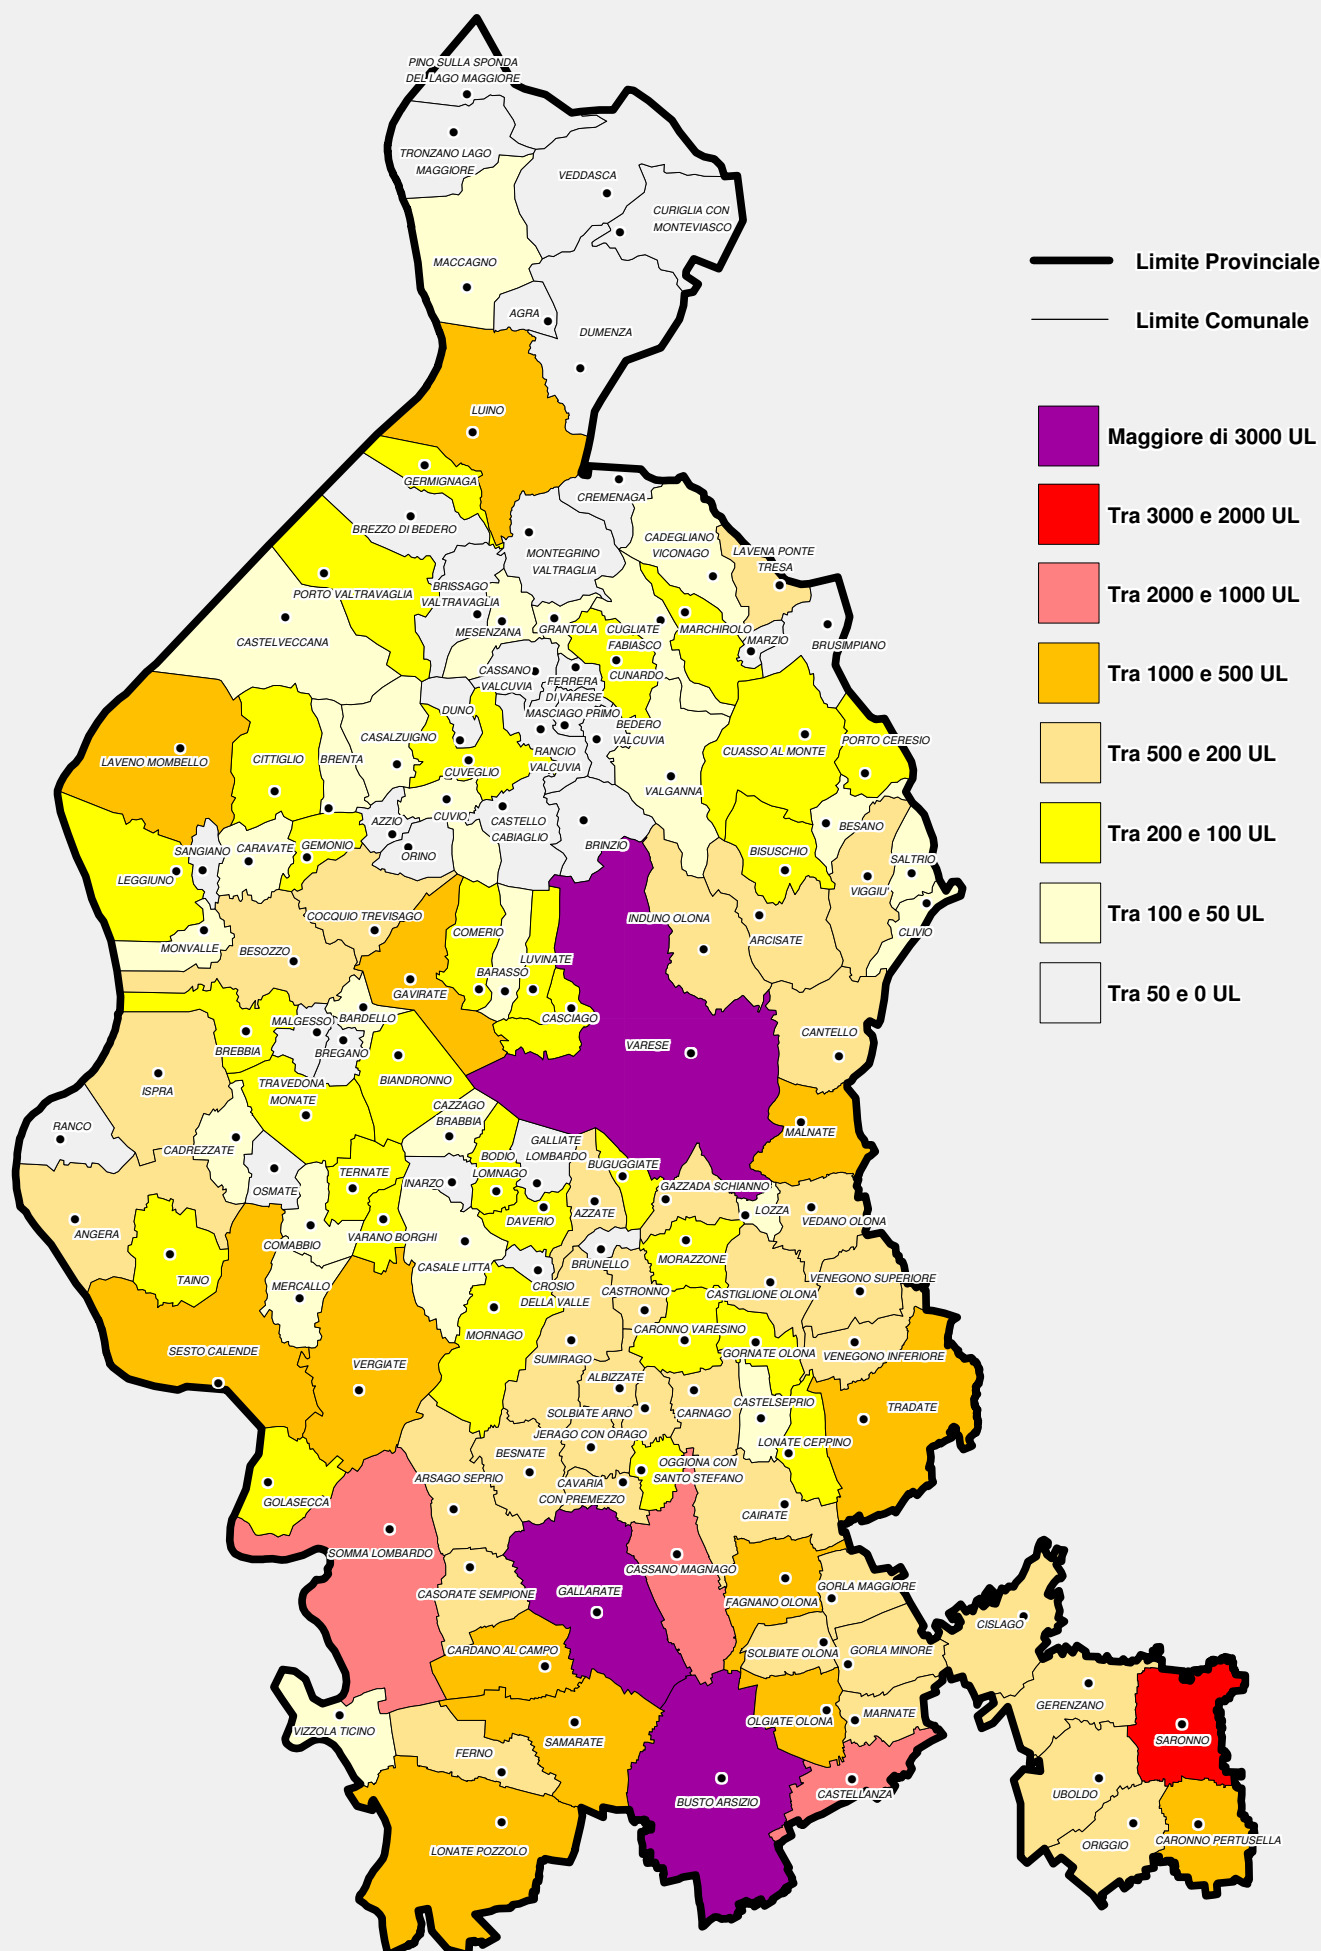 PINO SULLA SPONDA
DEL LAGO MAGGIORE
TRONZANO LAGO
MAGGIORE
VEDDASCA
CURIGLIA CON
MONTEVIASCO
MACCAGNO
AGRA
DUMENZA
LUINO
GERMIGNAGA
CREMENAGA
BREZZO DI BEDERO
MONTEGRINO
VALTRAGLIA
CADEGLIANO
VICONAGO
LAVENA PONTE
TRESA
PORTO VALTRAVAGLIA
BRISSAGO
VALTRAVAGLIA
MESENZANA
GRANTOLA
CUGLIATE
FABIASCO
MARCHIROLO
MARZIO
BRUSIMPIANO
CASTELVECCANA
CASSANO
VALCUVIA
FERRERA
DI VARESE
CUNARDO
MASCIAGO PRIMO
BEDERO
VALCUVIA
DUNO
RANCIO
VALCUVIA
LAVENO MOMBELLO
CITTIGLIO
BRENTA
CASALZUIGNO
CUVEGLIO
CUASSO AL MONTE
PORTO CERESIO
VALGANNA
AZZIO
CUVIO
CASTELLO
CABIAGLIO
BRINZIO
BESANO
SANGIANO
CARAVATE
GEMONIO
ORINO
BISUSCHIO
SALTRIO
LEGGIUNO
VIGGIU'
COCQUIO TREVISAGO
INDUNO OLONA
ARCISATE
CLIVIO
MONVALLE
BESOZZO
COMERIO
LUVINATE
BARASSO
GAVIRATE
CASCIAGO
MALGESSO
BARDELLO
BREBBIA
BREGANO
VARESE
CANTELLO
ISPRA
TRAVEDONA
MONATE
BIANDRONNO
CAZZAGO
BRABBIA
RANCO
CADREZZATE
MALNATE
OSMATE
TERNATE
INARZO
BODIO
LOMNAGO
GALLIATE
LOMBARDO
BUGUGGIATE
GAZZADA SCHIANNO
ANGERA
DAVERIO
AZZATE
LOZZA
VEDANO OLONA
COMABBIO
VARANO BORGHI
TAINO
CASALE LITTA
BRUNELLO
MORAZZONE
MERCALLO
CROSIO
DELLA VALLE
CASTRONNO
CASTIGLIONE OLONA
VENEGONO SUPERIORE
SESTO CALENDE
VERGIATE
MORNAGO
SUMIRAGO
CARONNO VARESINO
GORNATE OLONA
VENEGONO INFERIORE
ALBIZZATE
SOLBIATE ARNO
CARNAGO
CASTELSEPRIO
TRADATE
BESNATE
JERAGO CON ORAGO
LONATE CEPPINO
GOLASECCA
ARSAGO SEPRIO
CAVARIA
CON PREMEZZO
OGGIONA CON
SANTO STEFANO
CAIRATE
SOMMA LOMBARDO
CASORATE SEMPIONE
GALLARATE
CASSANO MAGNAGO
FAGNANO OLONA
GORLA MAGGIORE
CISLAGO
CARDANO AL CAMPO
SOLBIATE OLONA
GORLA MINORE
VIZZOLA TICINO
FERNO
SAMARATE
OLGIATE OLONA
MARNATE
GERENZANO
SARONNO
BUSTO ARSIZIO
CASTELLANZA
UBOLDO
LONATE POZZOLO
ORIGGIO
CARONNO PERTUSELLA
Limite Provinciale
Limite Comunale
Maggiore di 3000 UL
Tra 3000 e 2000 UL
Tra 2000 e 1000 UL
Tra 1000 e 500 UL
Tra 500 e 200 UL
Tra 200 e 100 UL
Tra 100 e 50 UL
Tra 50 e 0 UL